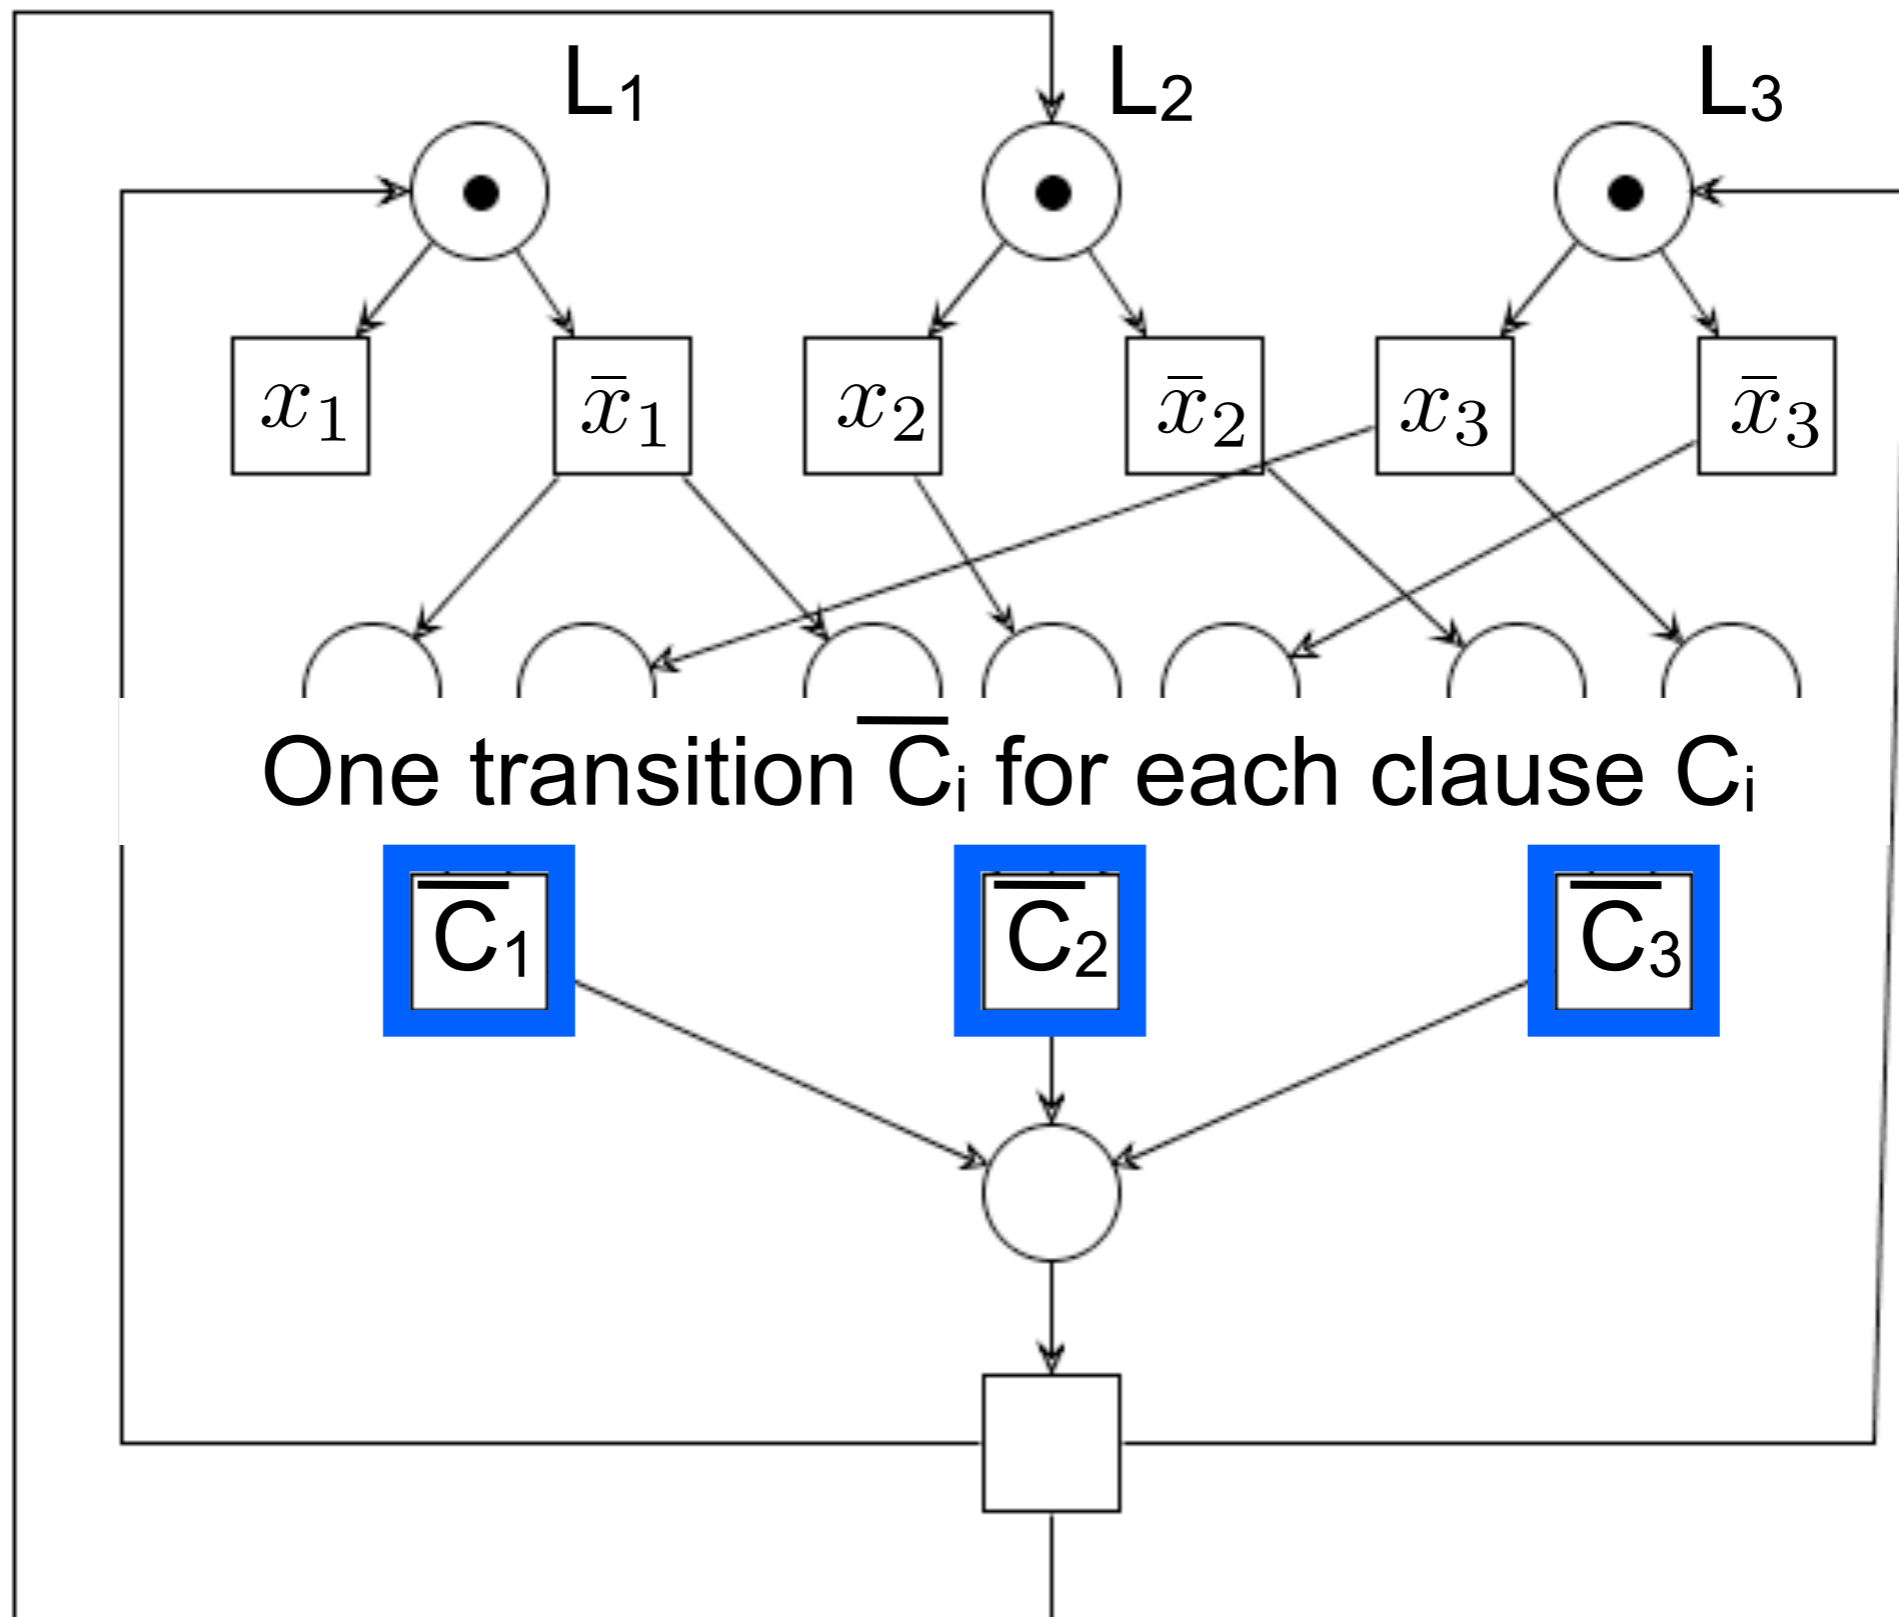 L₁ L₂ L₃
x₁ x̄₁ x₂ x̄₂ x₃ x̄₃
One transition C̅ᵢ for each clause Cᵢ
C̅₁ C̅₂ C̅₃